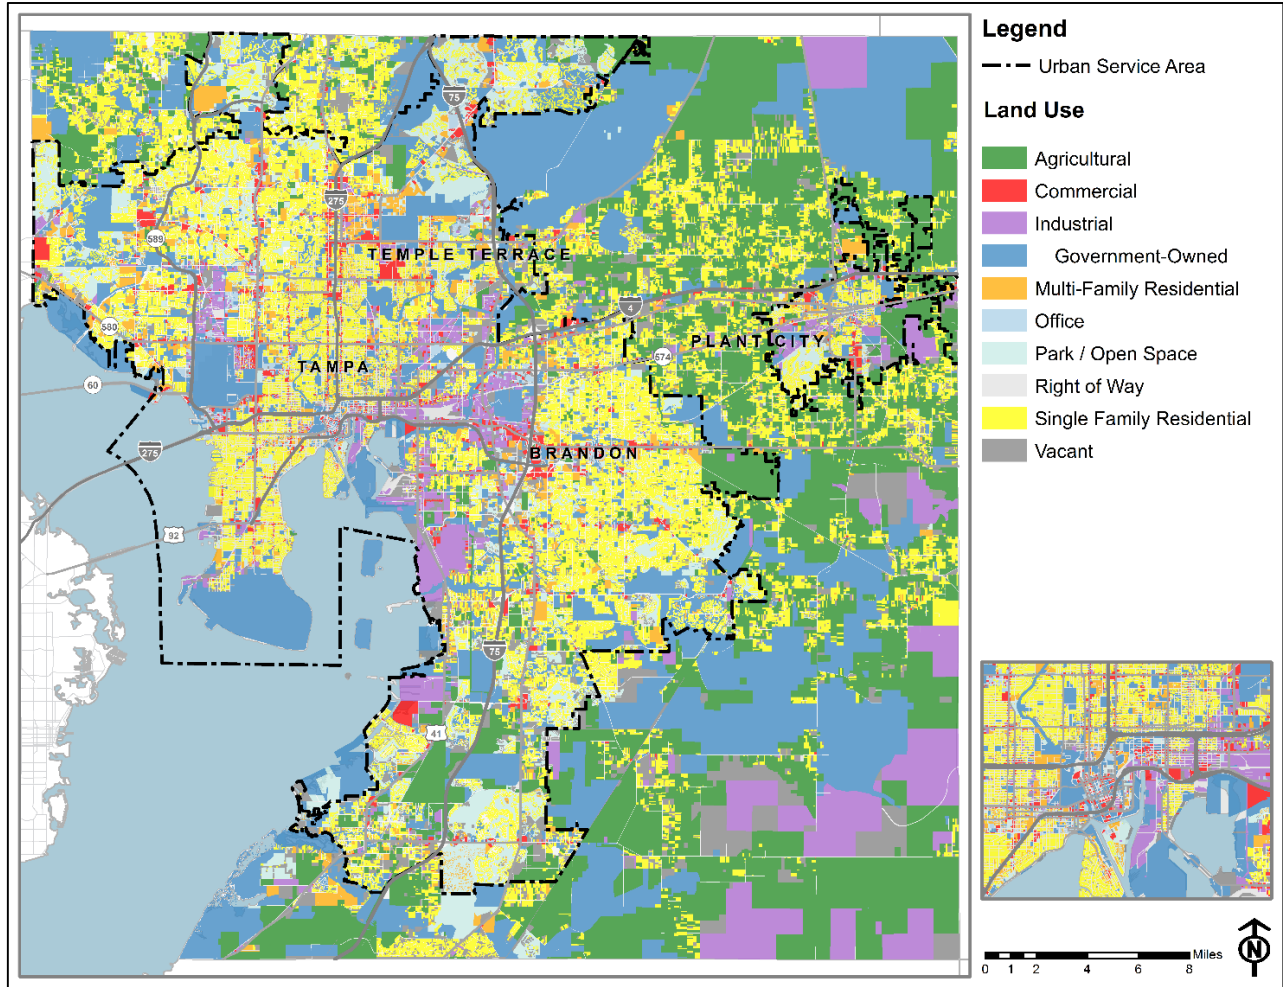 Legend
Urban Service Area
Land Use
Agricultural
Commercial
Industrial
Government-Owned
Multi-Family Residential
Office
Park / Open Space
Right of Way
Single Family Residential
Vacant
75
275
589
TEMPLE TERRACE
4
580
PLANT CITY
574
TAMPA
60
BRANDON
275
92
75
41
Miles
0 1 2 4 6 8
N